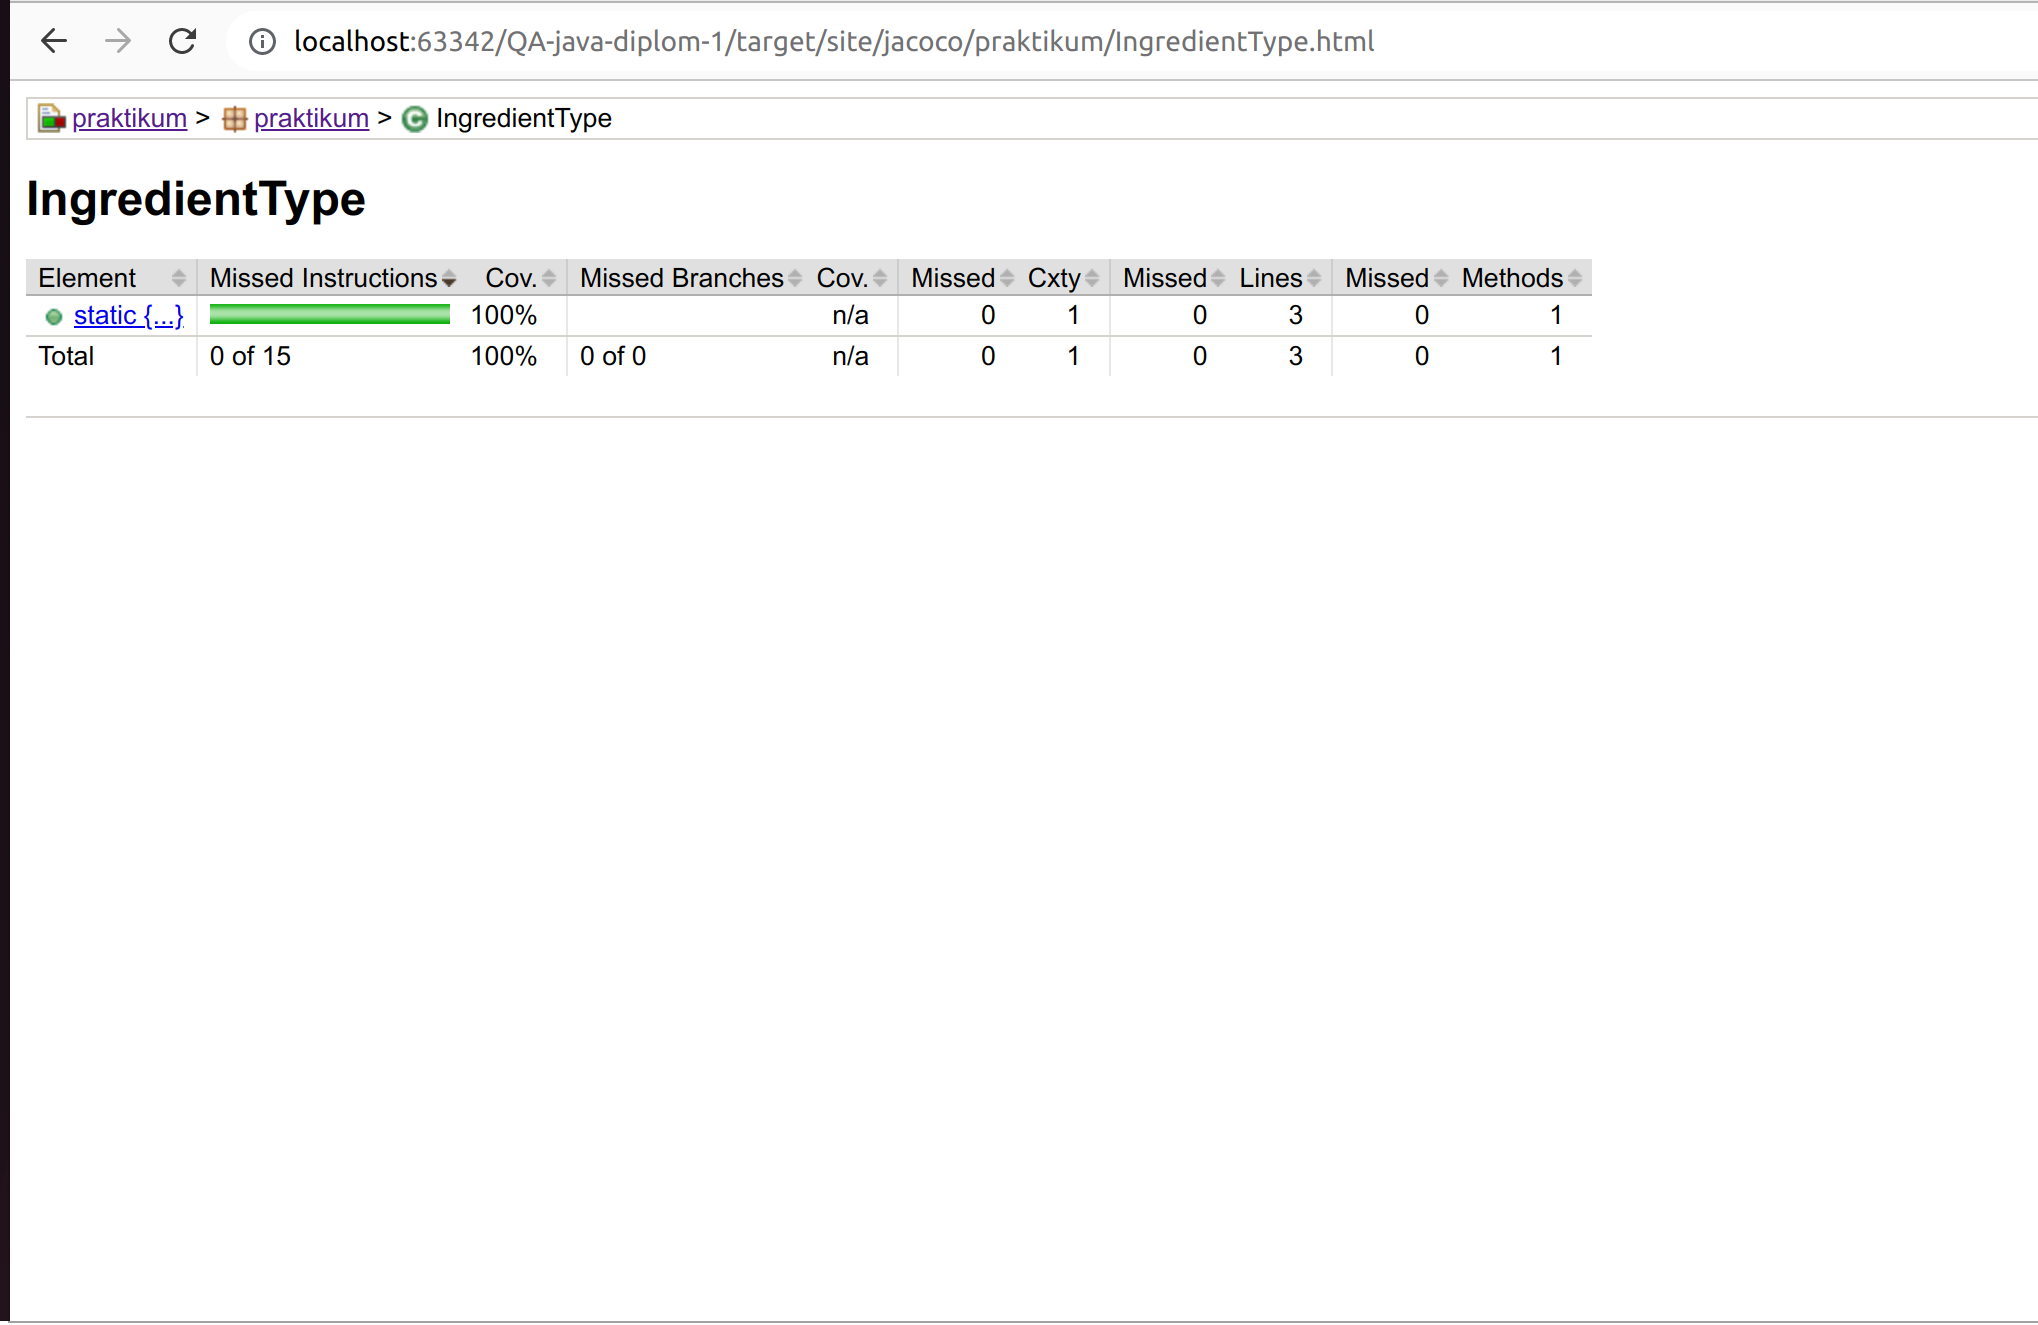 localhost:63342/QA-java-diplom-1/target/site/jacoco/praktikum/IngredientType.html
praktikum > praktikum > C IngredientType
IngredientType
Element Missed Instructions Cov. Missed Branches Cov. Missed Cxty Missed Lines Missed Methods
static {...} 100% n/a 0 1 0 3 0 1
Total 0 of 15 100% 0 of 0 n/a 0 1 0 3 0 1